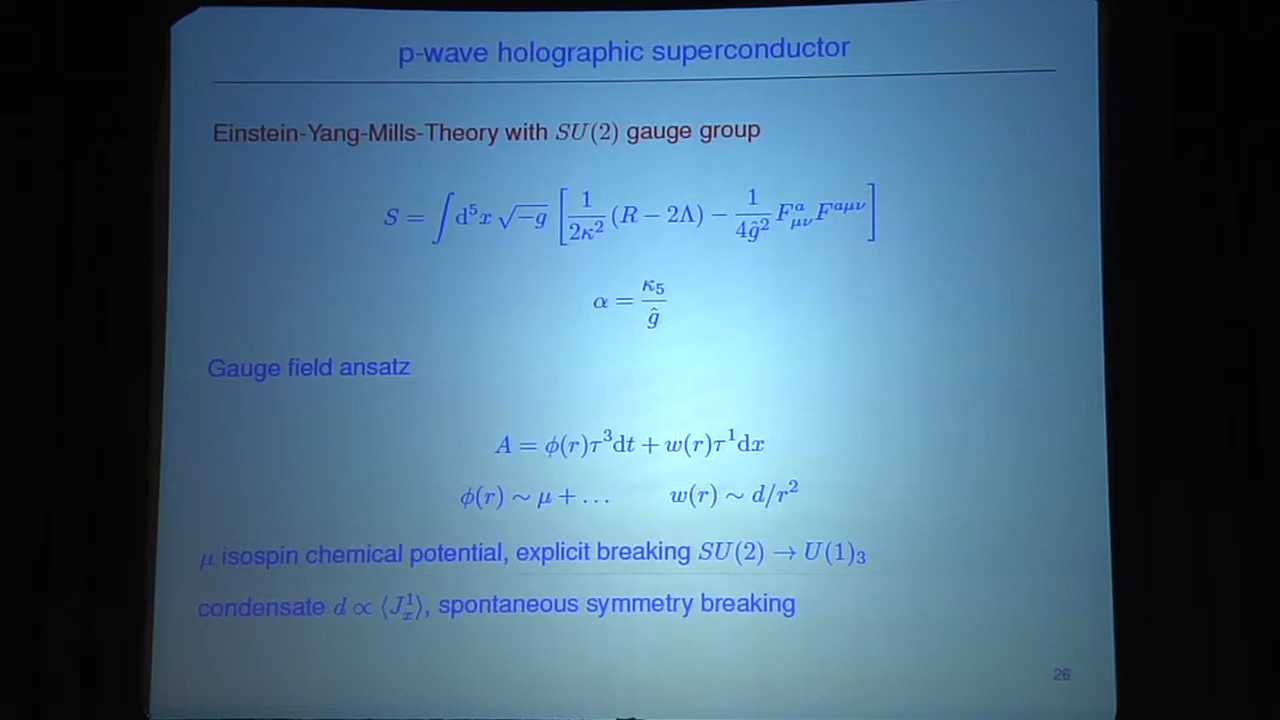 p-wave holographic superconductor
Einstein-Yang-Mills-Theory with SU(2) gauge group
S = ∫ d⁵x √−g [ 1/2κ² (R − 2Λ) − 1/4ĝ² F^a_{μν} F^{aμν} ]
α = κ₅/ĝ
Gauge field ansatz
A = ϕ(r)τ³dt + w(r)τ¹dx
ϕ(r) ∼ μ + … w(r) ∼ d/r²
μ isospin chemical potential, explicit breaking SU(2) → U(1)₃
condensate d ∝ ⟨J¹ₓ⟩, spontaneous symmetry breaking
26